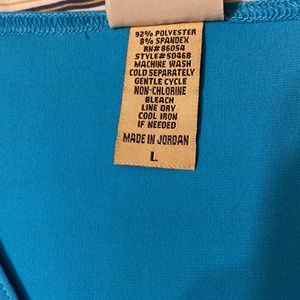 92% POLYESTER
8% SPANDEX
RN#86054
STYLE#5046B
MACHINE WASH
COLD SEPARATELY
GENTLE CYCLE
NON-CHLORINE
BLEACH
LINE DRY
COOL IRON
IF NEEDED
MADE IN JORDAN
L